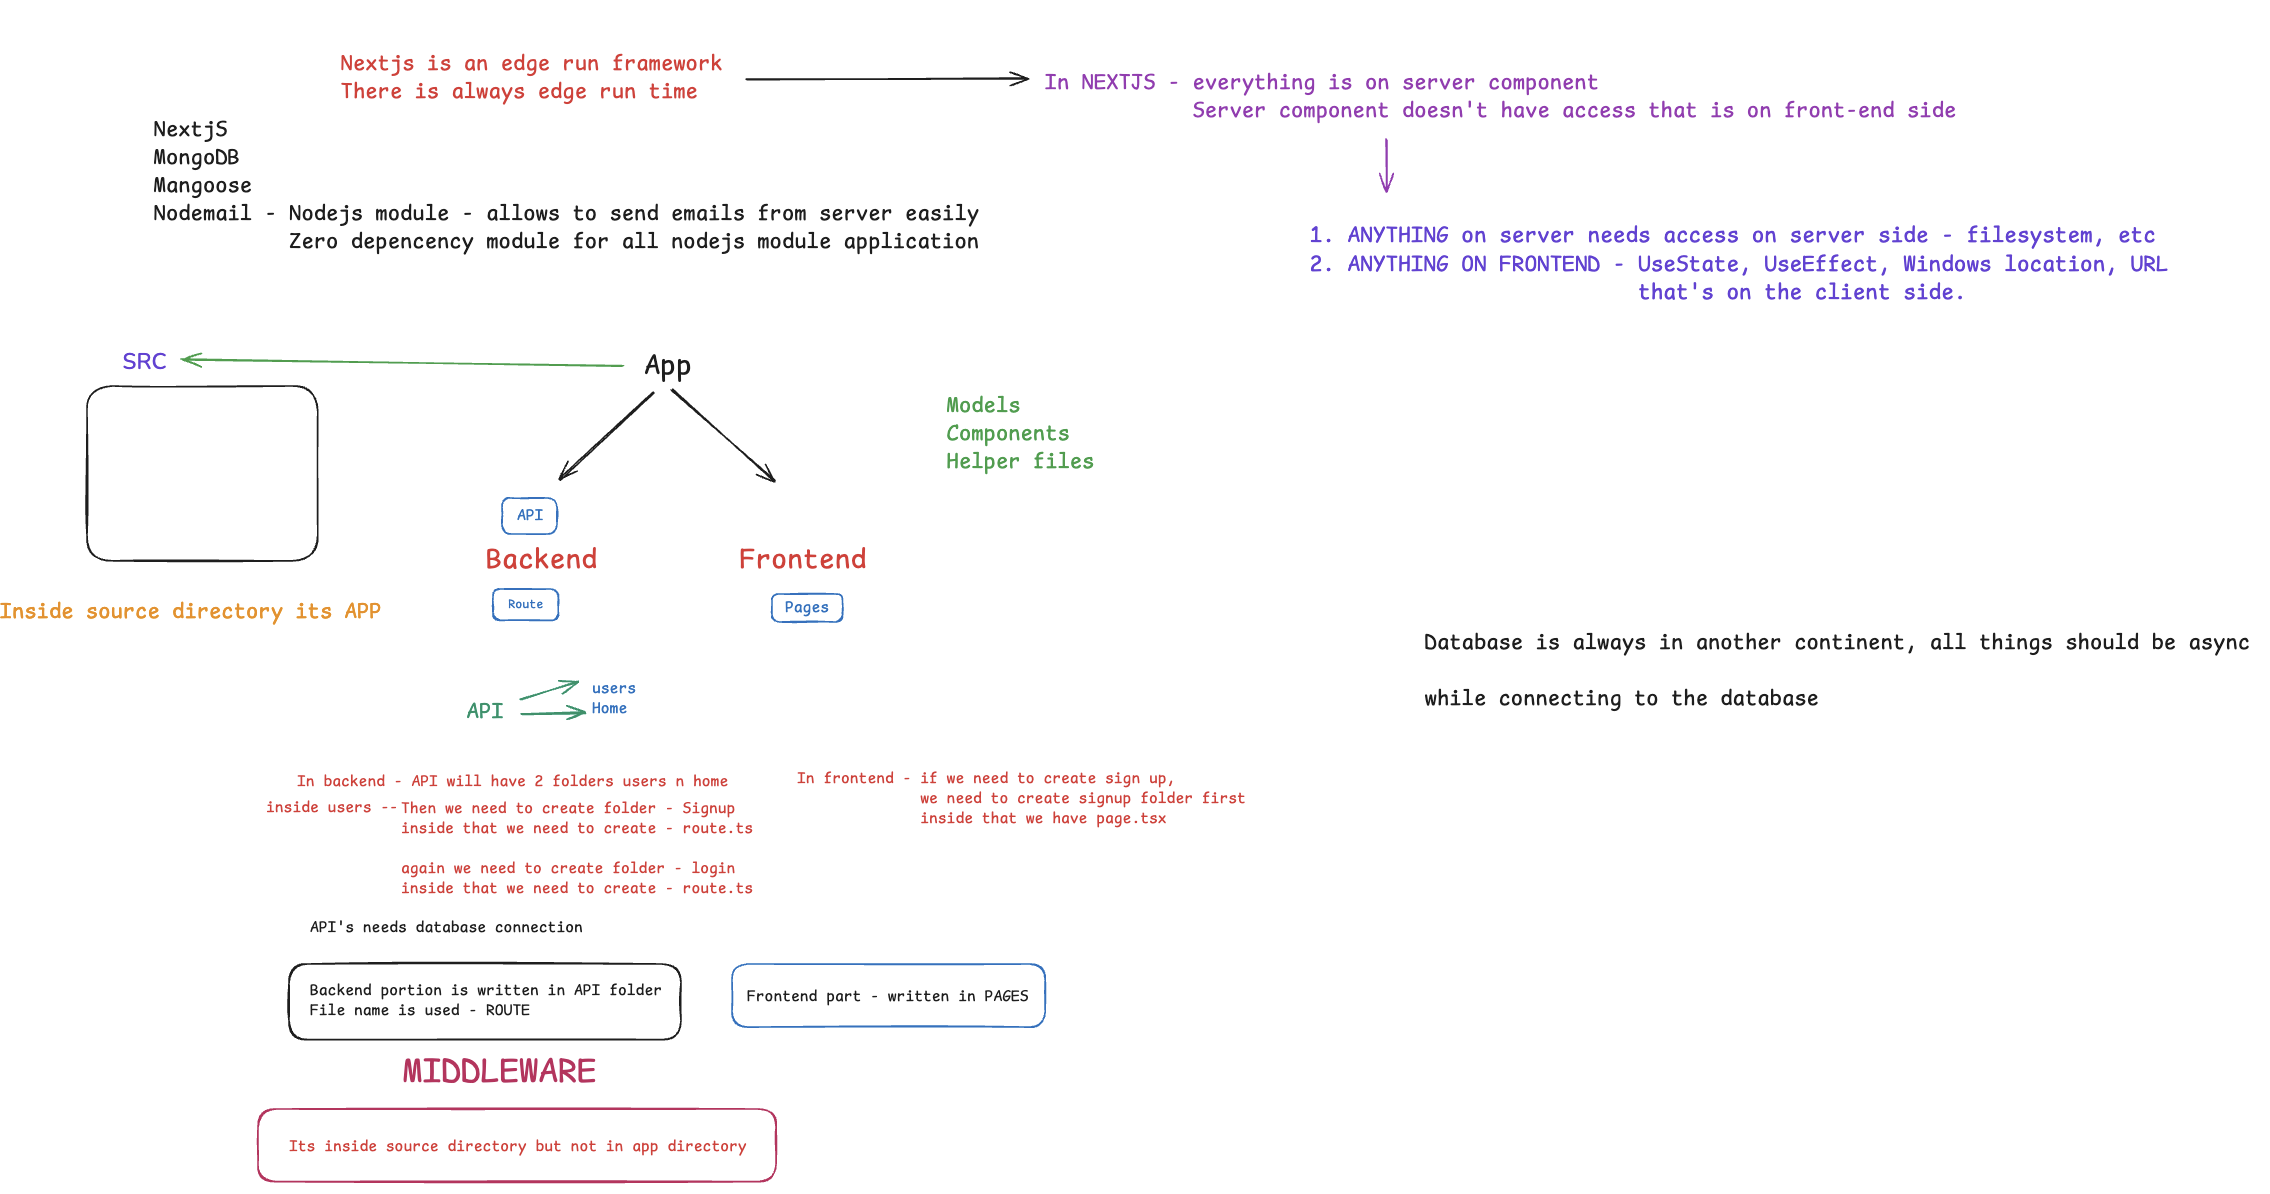 Nextjs is an edge run framework
There is always edge run time
In NEXTJS - everything is on server component
Server component doesn't have access that is on front-end side
NextjS
MongoDB
Mangoose
Nodemail - Nodejs module - allows to send emails from server easily
Zero depencency module for all nodejs module application
1. ANYTHING on server needs access on server side - filesystem, etc
2. ANYTHING ON FRONTEND - UseState, UseEffect, Windows location, URL
that's on the client side.
SRC
App
Models
Components
Helper files
API
Backend
Route
Frontend
Pages
Inside source directory its APP
Database is always in another continent, all things should be async
while connecting to the database
API
users
Home
In backend - API will have 2 folders users n home
inside users --Then we need to create folder - Signup
inside that we need to create - route.ts
again we need to create folder - login
inside that we need to create - route.ts
In frontend - if we need to create sign up,
we need to create signup folder first
inside that we have page.tsx
API's needs database connection
Backend portion is written in API folder
File name is used - ROUTE
Frontend part - written in PAGES
MIDDLEWARE
Its inside source directory but not in app directory